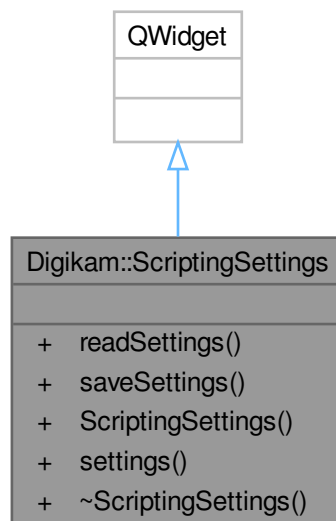 QWidget
Digikam::ScriptingSettings
+ readSettings()
+ saveSettings()
+ ScriptingSettings()
+ settings()
+ ~ScriptingSettings()